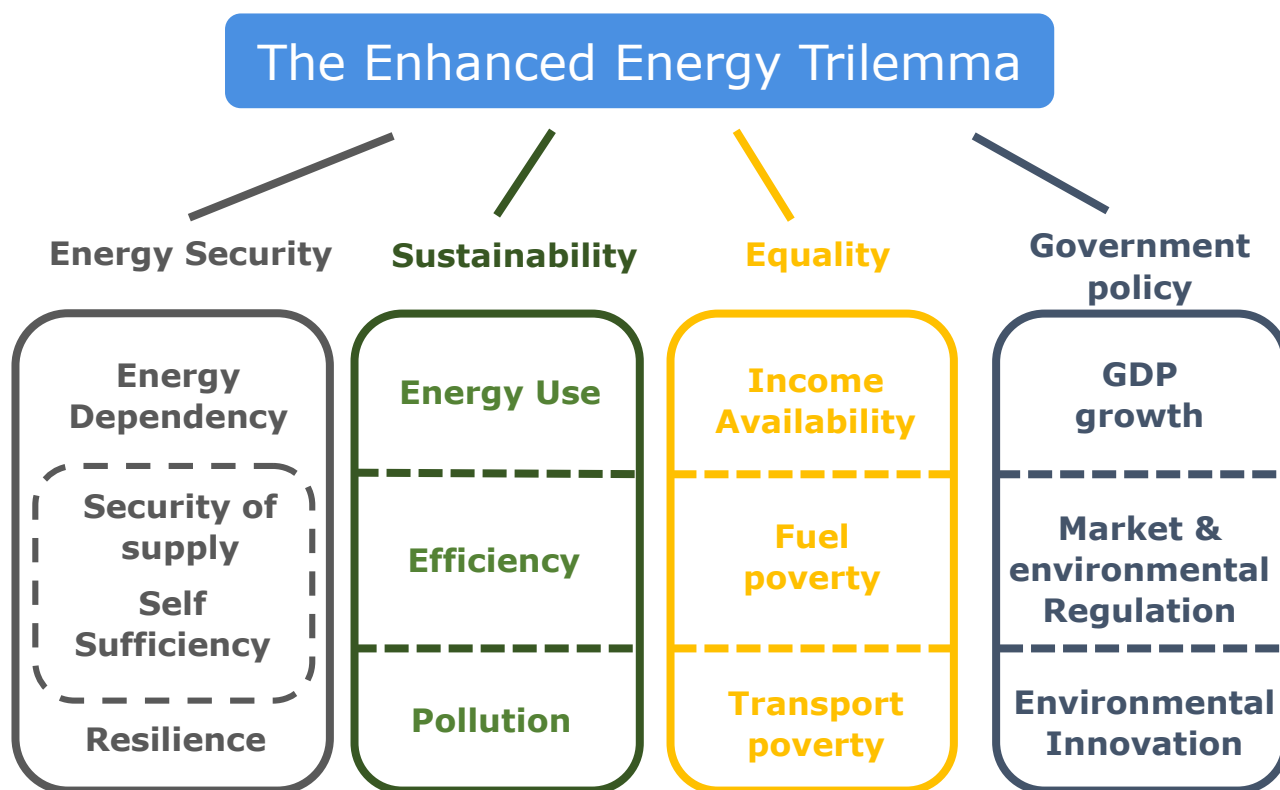 The Enhanced Energy Trilemma
Energy Security
Energy
Dependency
Security of
supply
Self
Sufficiency
Resilience
Sustainability
Energy Use
Efficiency
Pollution
Equality
Income
Availability
Fuel
poverty
Transport
poverty
Government
policy
GDP
growth
Market &
environmental
Regulation
Environmental
Innovation